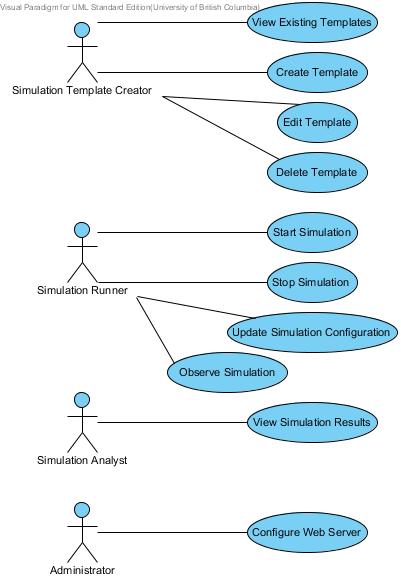 Visual Paradigm for UML Standard Edition(University of British Columbia)
View Existing Templates
Create Template
Simulation Template Creator
Edit Template
Delete Template
Start Simulation
Stop Simulation
Simulation Runner
Update Simulation Configuration
Observe Simulation
View Simulation Results
Simulation Analyst
Configure Web Server
Administrator